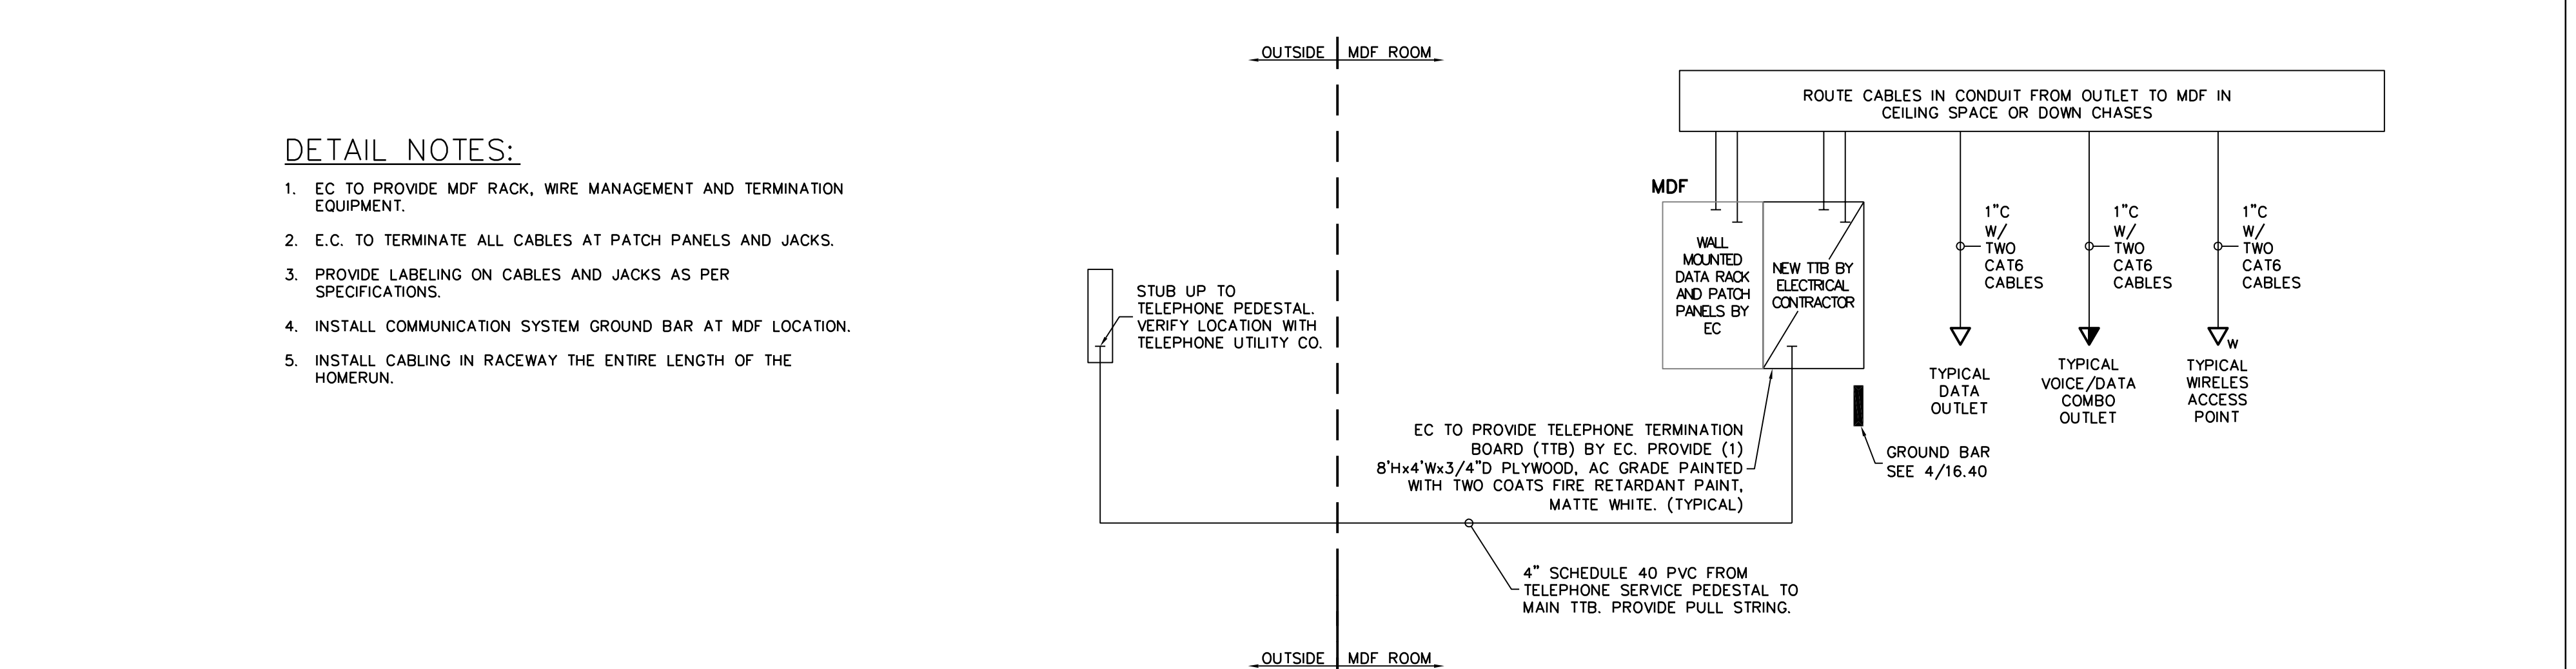 OUTSIDE
MDF ROOM
ROUTE CABLES IN CONDUIT FROM OUTLET TO MDF IN
CEILING SPACE OR DOWN CHASES
DETAIL NOTES:
1. EC TO PROVIDE MDF RACK, WIRE MANAGEMENT AND TERMINATION
EQUIPMENT.
2. E.C. TO TERMINATE ALL CABLES AT PATCH PANELS AND JACKS.
3. PROVIDE LABELING ON CABLES AND JACKS AS PER
SPECIFICATIONS.
4. INSTALL COMMUNICATION SYSTEM GROUND BAR AT MDF LOCATION.
5. INSTALL CABLING IN RACEWAY THE ENTIRE LENGTH OF THE
HOMERUN.
STUB UP TO
TELEPHONE PEDESTAL.
VERIFY LOCATION WITH
TELEPHONE UTILITY CO.
MDF
WALL
MOUNTED
DATA RACK
AND PATCH
PANELS BY
EC
NEW TTB BY
ELECTRICAL
CONTRACTOR
1"C
W/
TWO
CAT6
CABLES
1"C
W/
TWO
CAT6
CABLES
1"C
W/
TWO
CAT6
CABLES
W
TYPICAL
DATA
OUTLET
TYPICAL
VOICE/DATA
COMBO
OUTLET
TYPICAL
WIRELES
ACCESS
POINT
EC TO PROVIDE TELEPHONE TERMINATION
BOARD (TTB) BY EC. PROVIDE (1)
8'Hx4'Wx3/4"D PLYWOOD, AC GRADE PAINTED
WITH TWO COATS FIRE RETARDANT PAINT,
MATTE WHITE. (TYPICAL)
GROUND BAR
SEE 4/16.40
4" SCHEDULE 40 PVC FROM
TELEPHONE SERVICE PEDESTAL TO
MAIN TTB. PROVIDE PULL STRING.
OUTSIDE
MDF ROOM